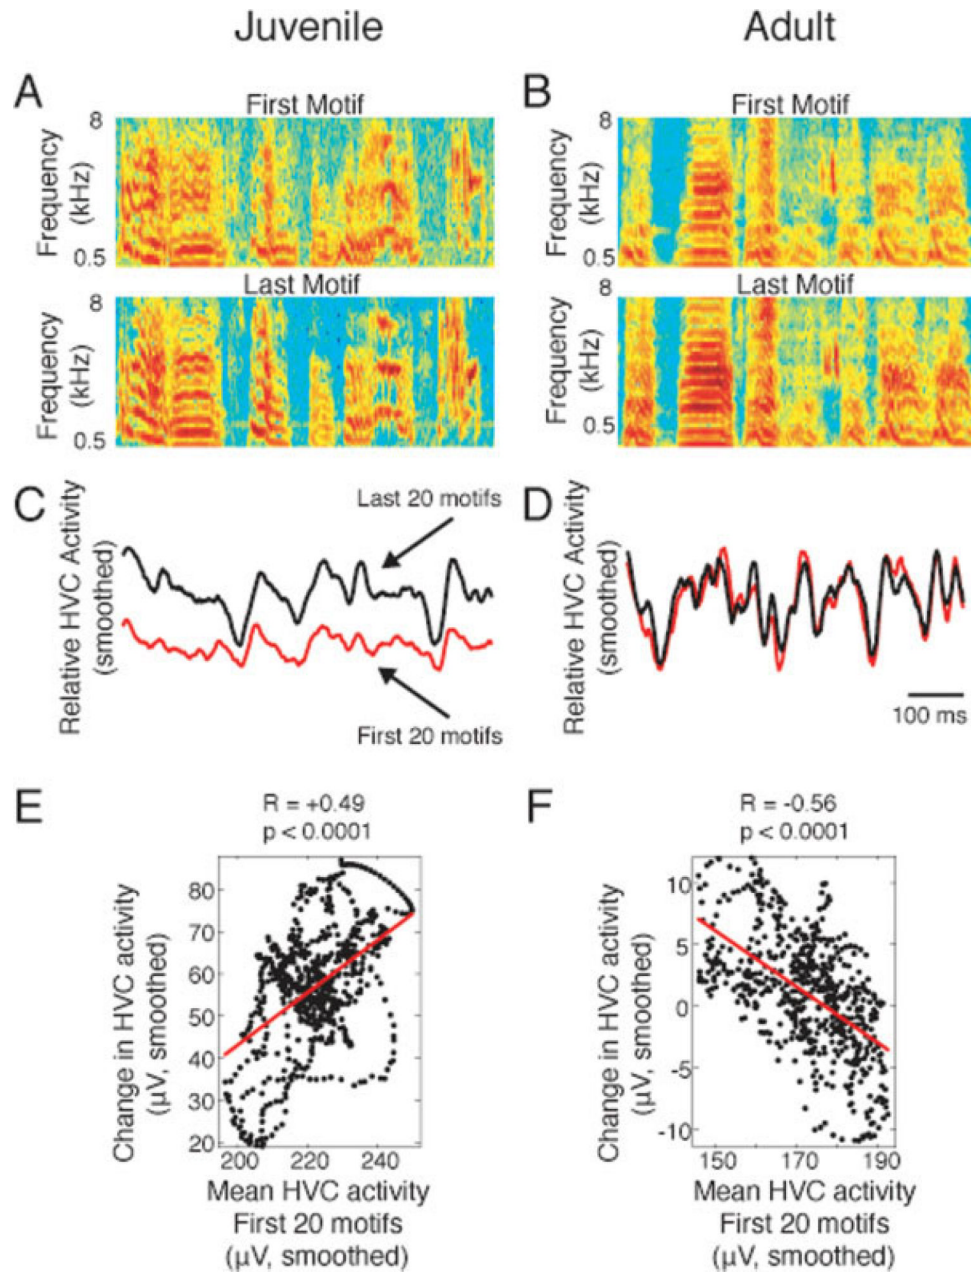 Juvenile
Adult
A
First Motif
8
Frequency
(kHz)
0.5
Last Motif
8
Frequency
(kHz)
0.5
B
First Motif
8
Frequency
(kHz)
0.5
Last Motif
8
Frequency
(kHz)
0.5
C
Relative HVC Activity
(smoothed)
Last 20 motifs
First 20 motifs
D
Relative HVC Activity
(smoothed)
100 ms
E
R = +0.49
p < 0.0001
Change in HVC activity
(µV, smoothed)
80
70
60
50
40
30
20
200 220 240
Mean HVC activity
First 20 motifs
(µV, smoothed)
F
R = -0.56
p < 0.0001
Change in HVC activity
(µV, smoothed)
10
5
0
-5
-10
150 170 190
Mean HVC activity
First 20 motifs
(µV, smoothed)